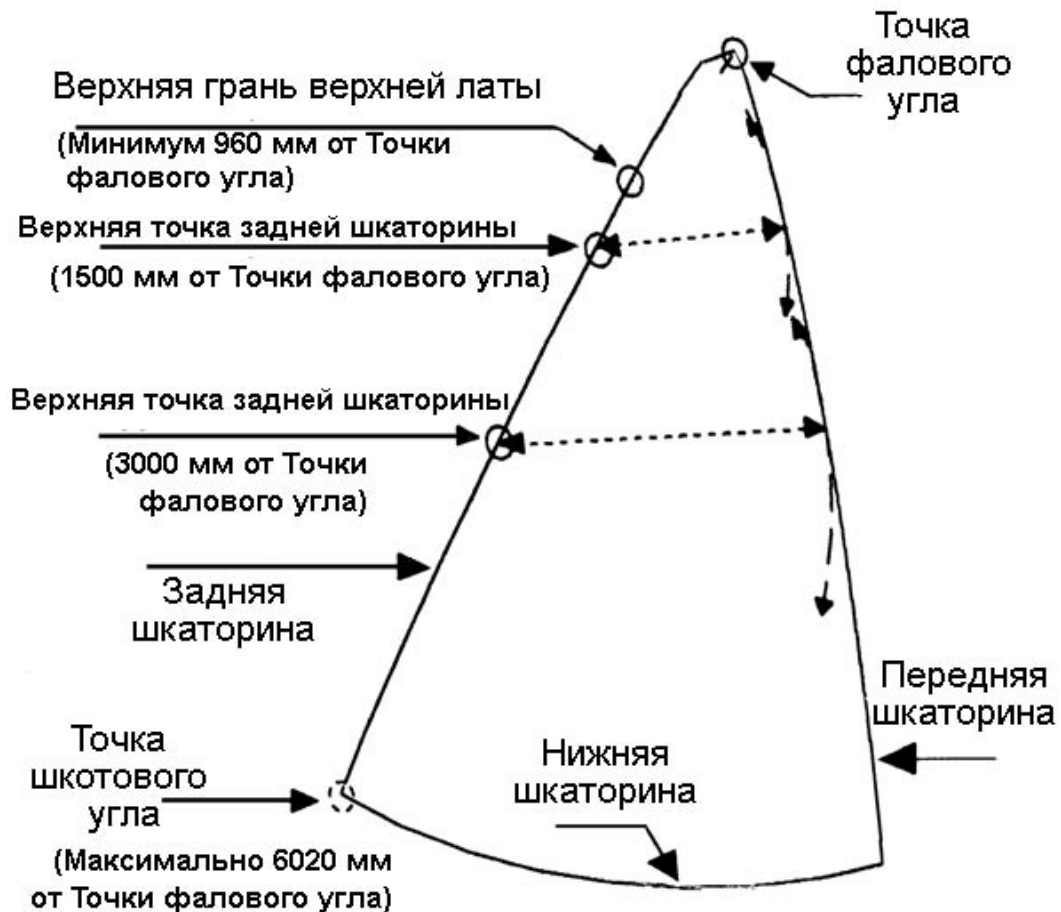 Точка
фалового
угла
Верхняя грань верхней латы
(Минимум 960 мм от Точки
фалового угла)
Верхняя точка задней шкаторины
(1500 мм от Точки фалового угла)
Верхняя точка задней шкаторины
(3000 мм от Точки
фалового угла)
Задняя
шкаторина
Передняя
шкаторина
Точка
шкотового
угла
Нижняя
шкаторина
(Максимально 6020 мм
от Точки фалового угла)